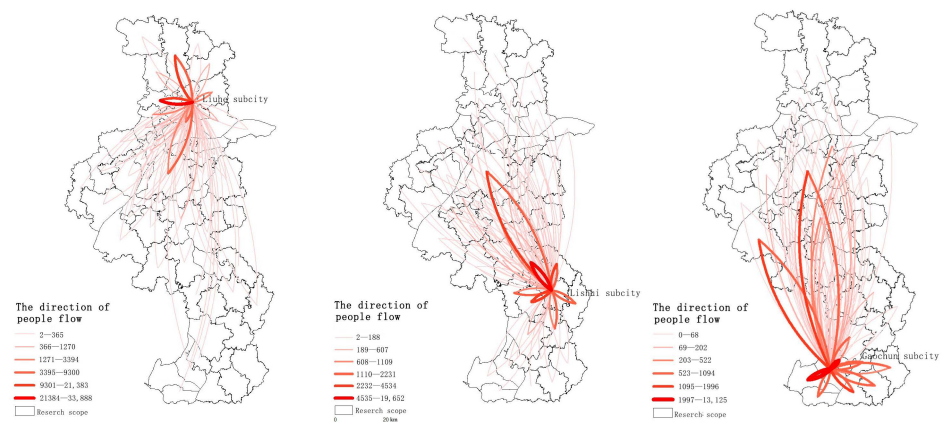 Liuhe subcity
The direction of
people flow
2—365
366—1270
1271—3394
3395—9300
9301—21,383
21384—33,888
Reserch scope
Lishui subcity
The direction of
people flow
2—188
189—607
608—1109
1110—2231
2232—4534
4535—19,652
Reserch scope
0 20 km
Gaochun subcity
The direction of
people flow
0—68
69—202
203—522
523—1094
1095—1996
1997—13,125
Reserch scope